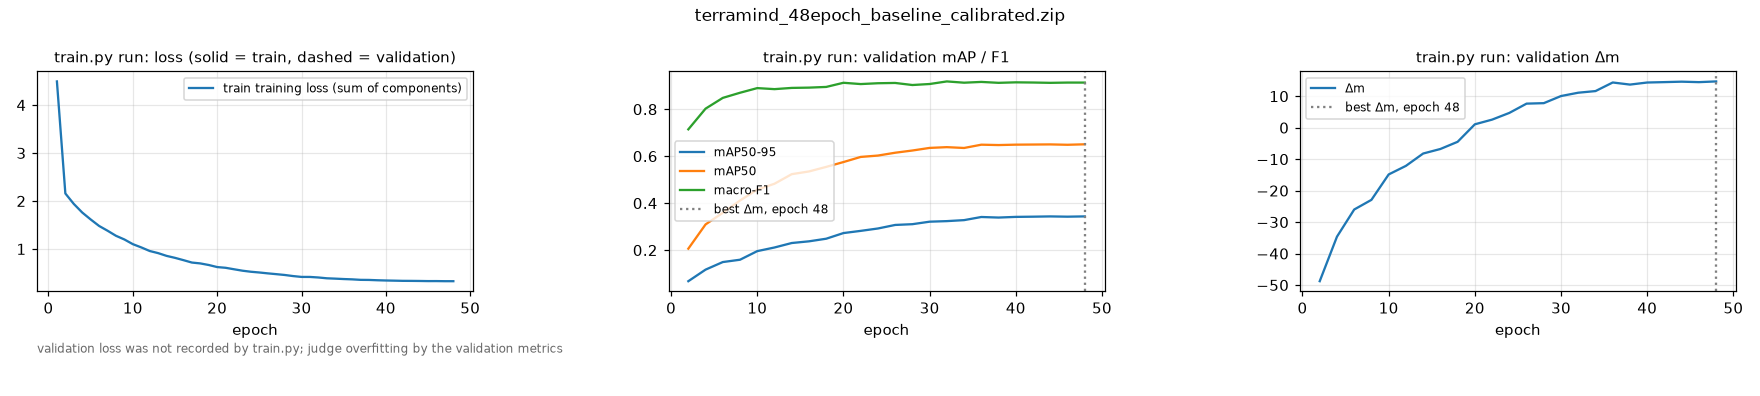 terramind_48epoch_baseline_calibrated.zip
train.py run: loss (solid = train, dashed = validation)
train training loss (sum of components)
4
3
2
1
0
10
20
30
40
50
epoch
validation loss was not recorded by train.py; judge overfitting by the validation metrics
train.py run: validation mAP / F1
0.8
0.6
0.4
0.2
mAP50-95
mAP50
macro-F1
best Δm, epoch 48
0
10
20
30
40
50
epoch
train.py run: validation Δm
Δm
best Δm, epoch 48
10
0
−10
−20
−30
−40
−50
0
10
20
30
40
50
epoch